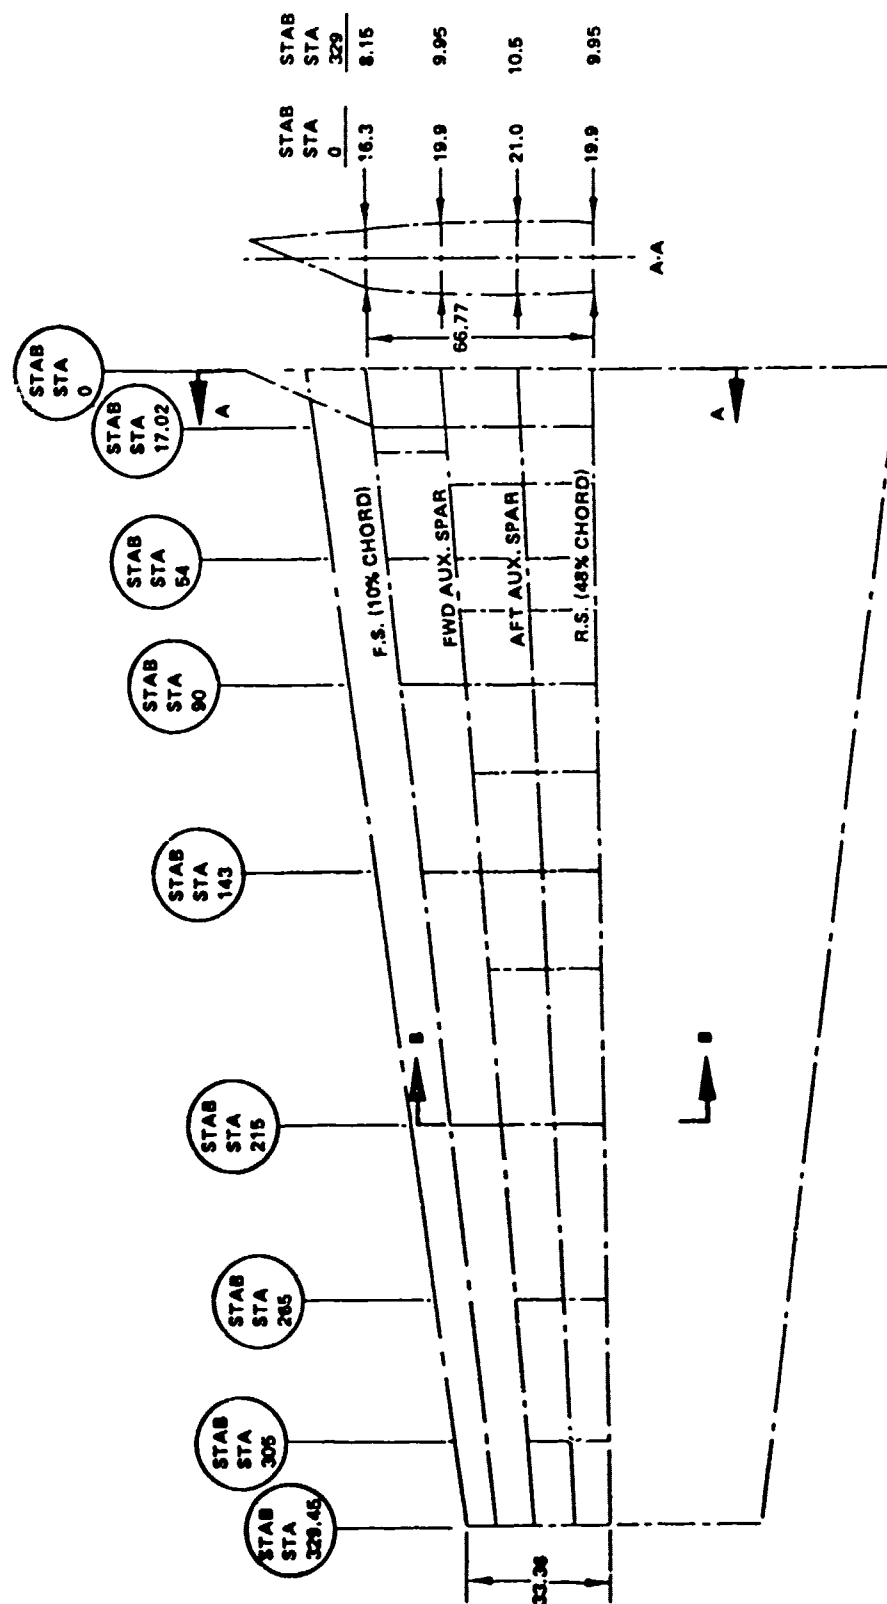 STAB
STA
0
STAB
STA
17.02
STAB
STA
54
STAB
STA
90
STAB
STA
143
STAB
STA
215
STAB
STA
265
STAB
STA
305
STAB
STA
329.45
STAB STAB
STA STA
0 329
16.3 8.15
19.9 9.95
21.0 10.5
19.9 9.95
A-A
66.77
A
A
F.S. (10% CHORD)
FWD AUX. SPAR
AFT AUX. SPAR
R.S. (48% CHORD)
B
B
33.36